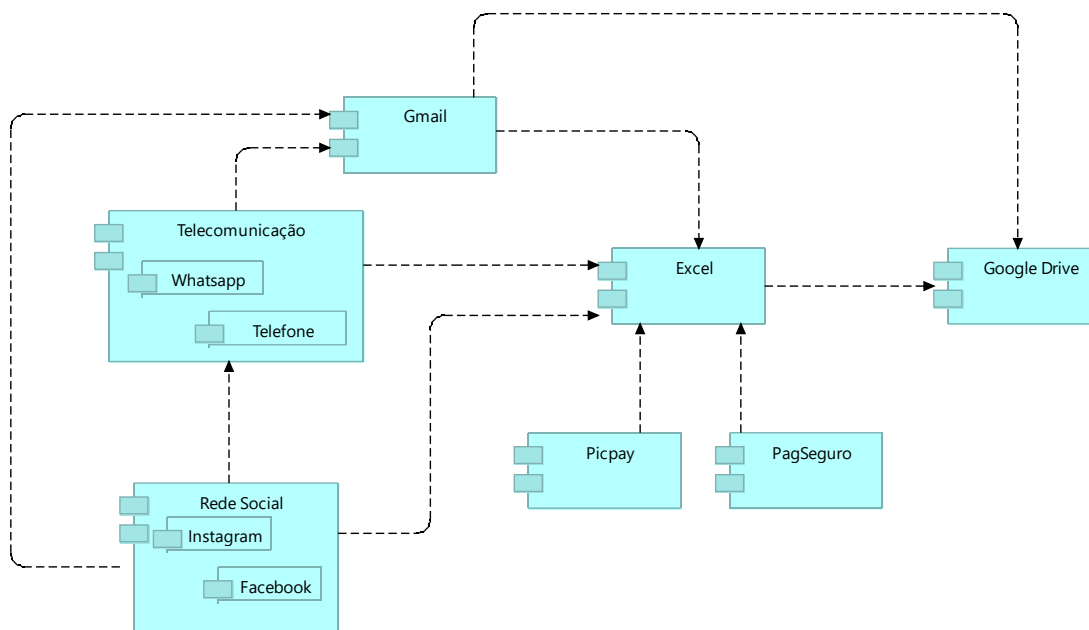 Gmail
Telecomunicação
Whatsapp
Telefone
Excel
Google Drive
Picpay
PagSeguro
Rede Social
Instagram
Facebook